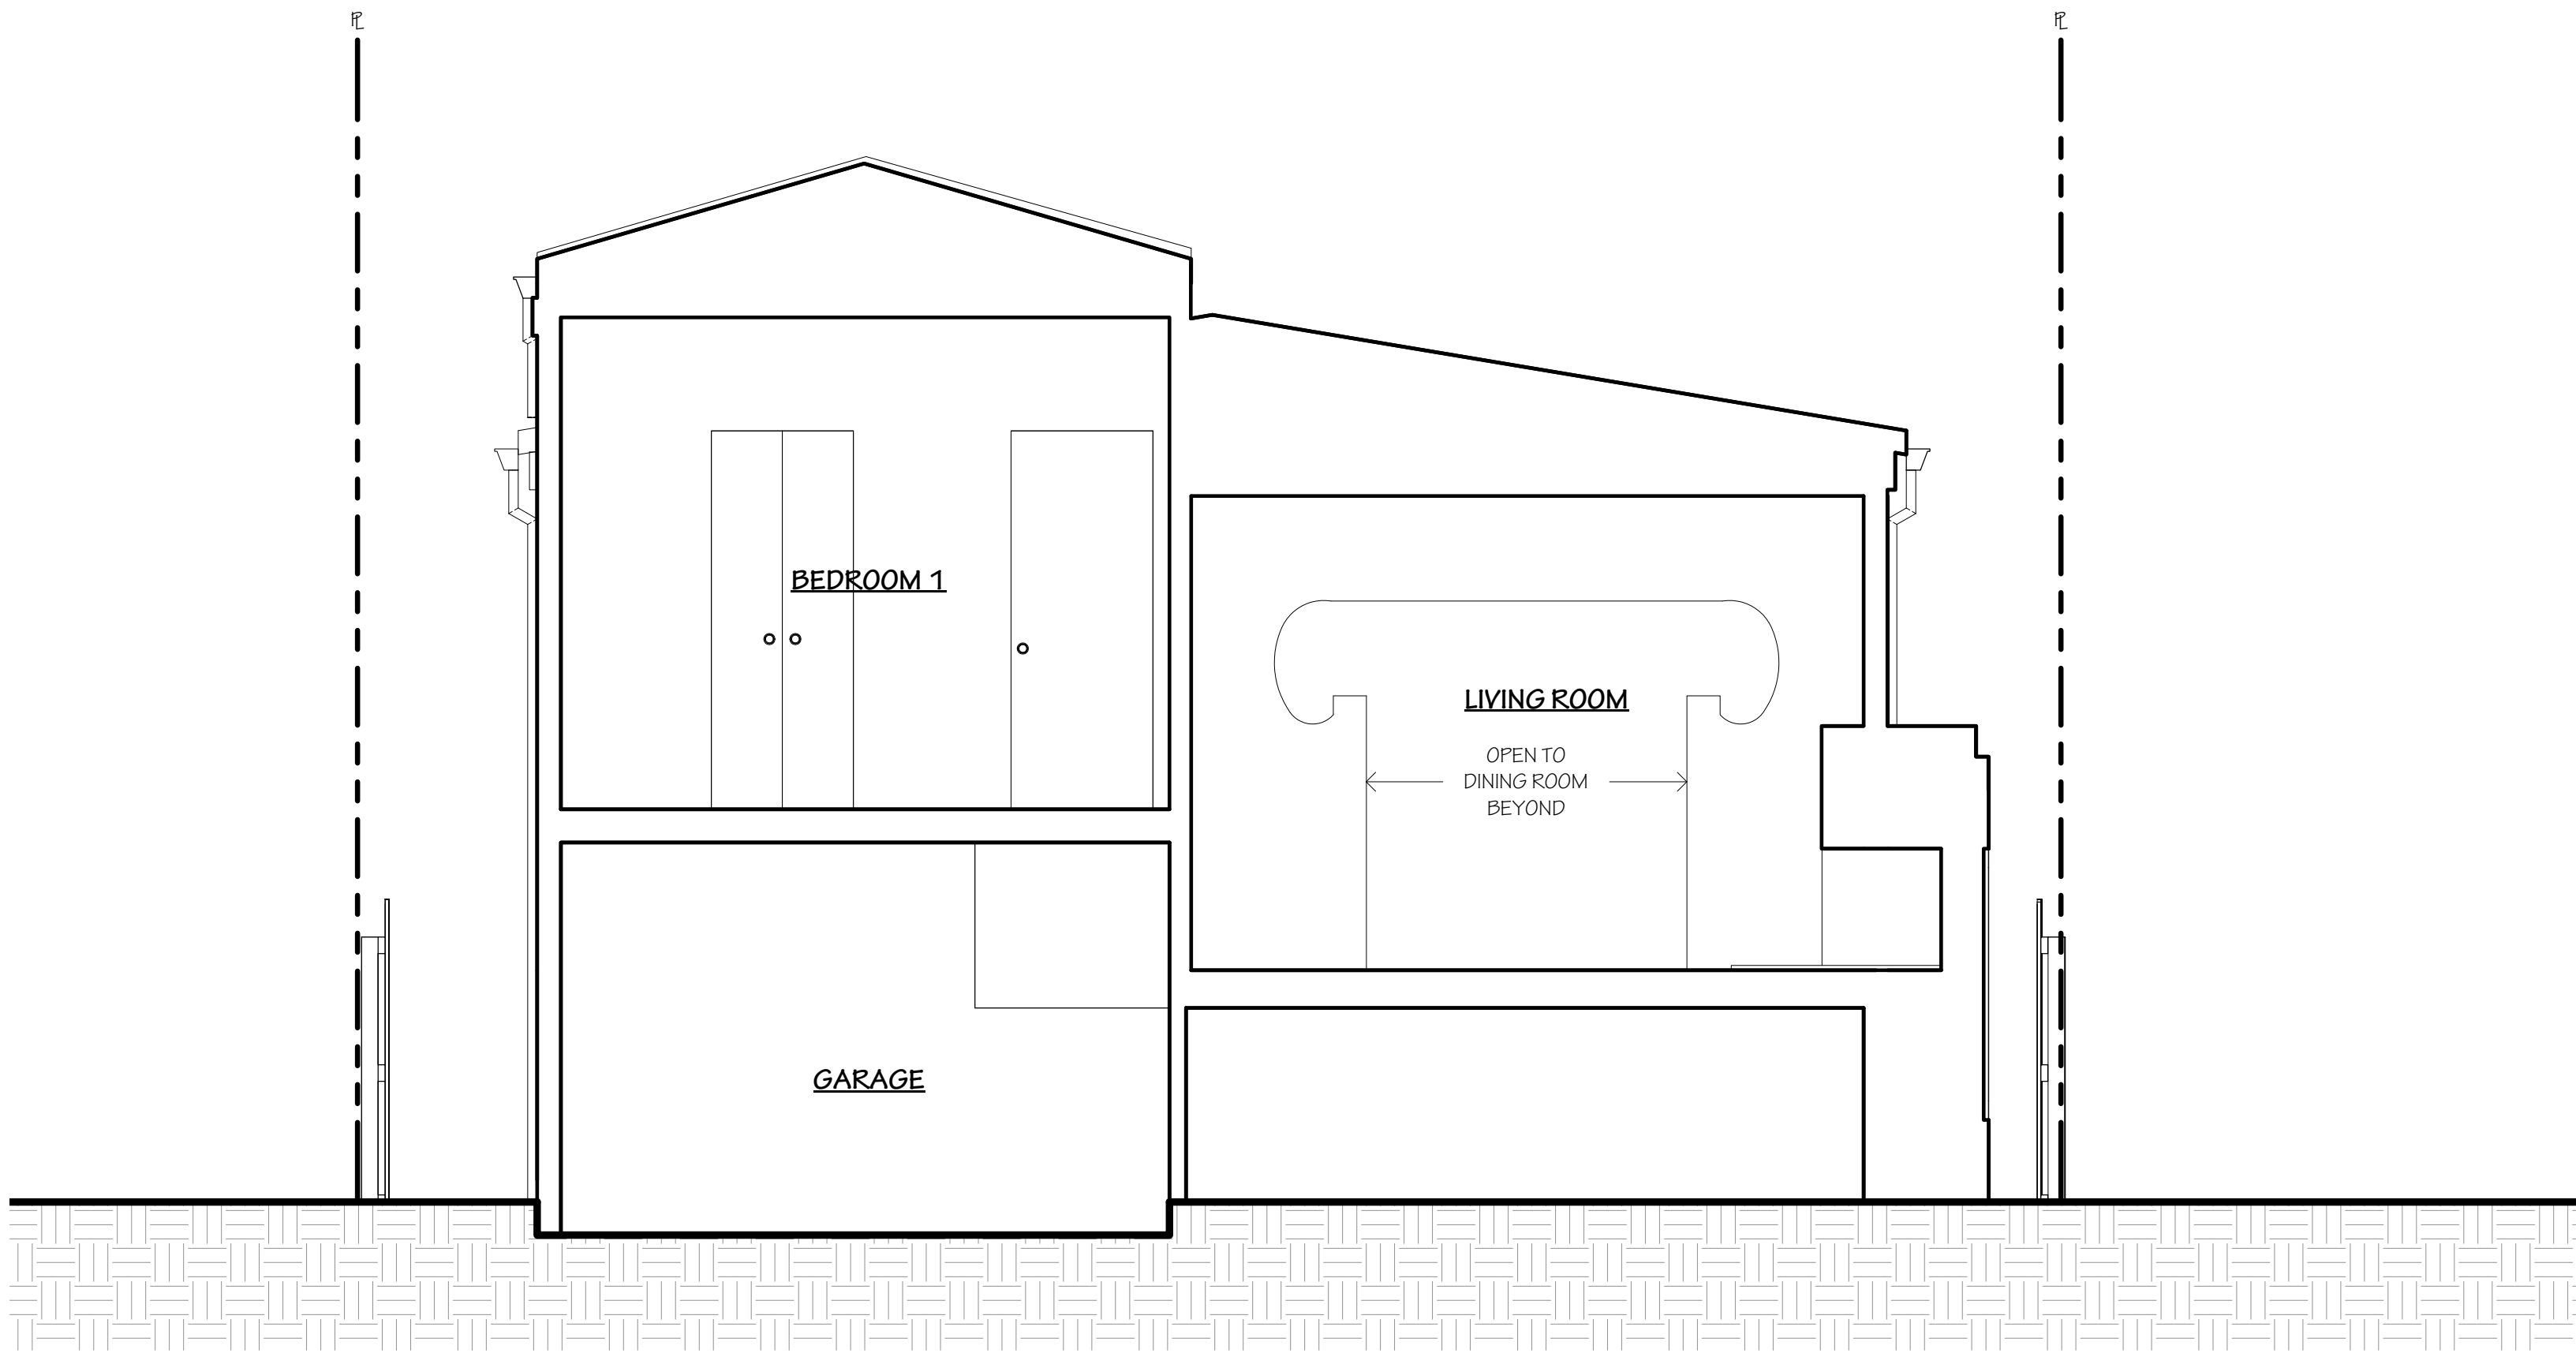 PL
PL
BEDROOM 1
LIVING ROOM
OPEN TO
DINING ROOM
BEYOND
GARAGE